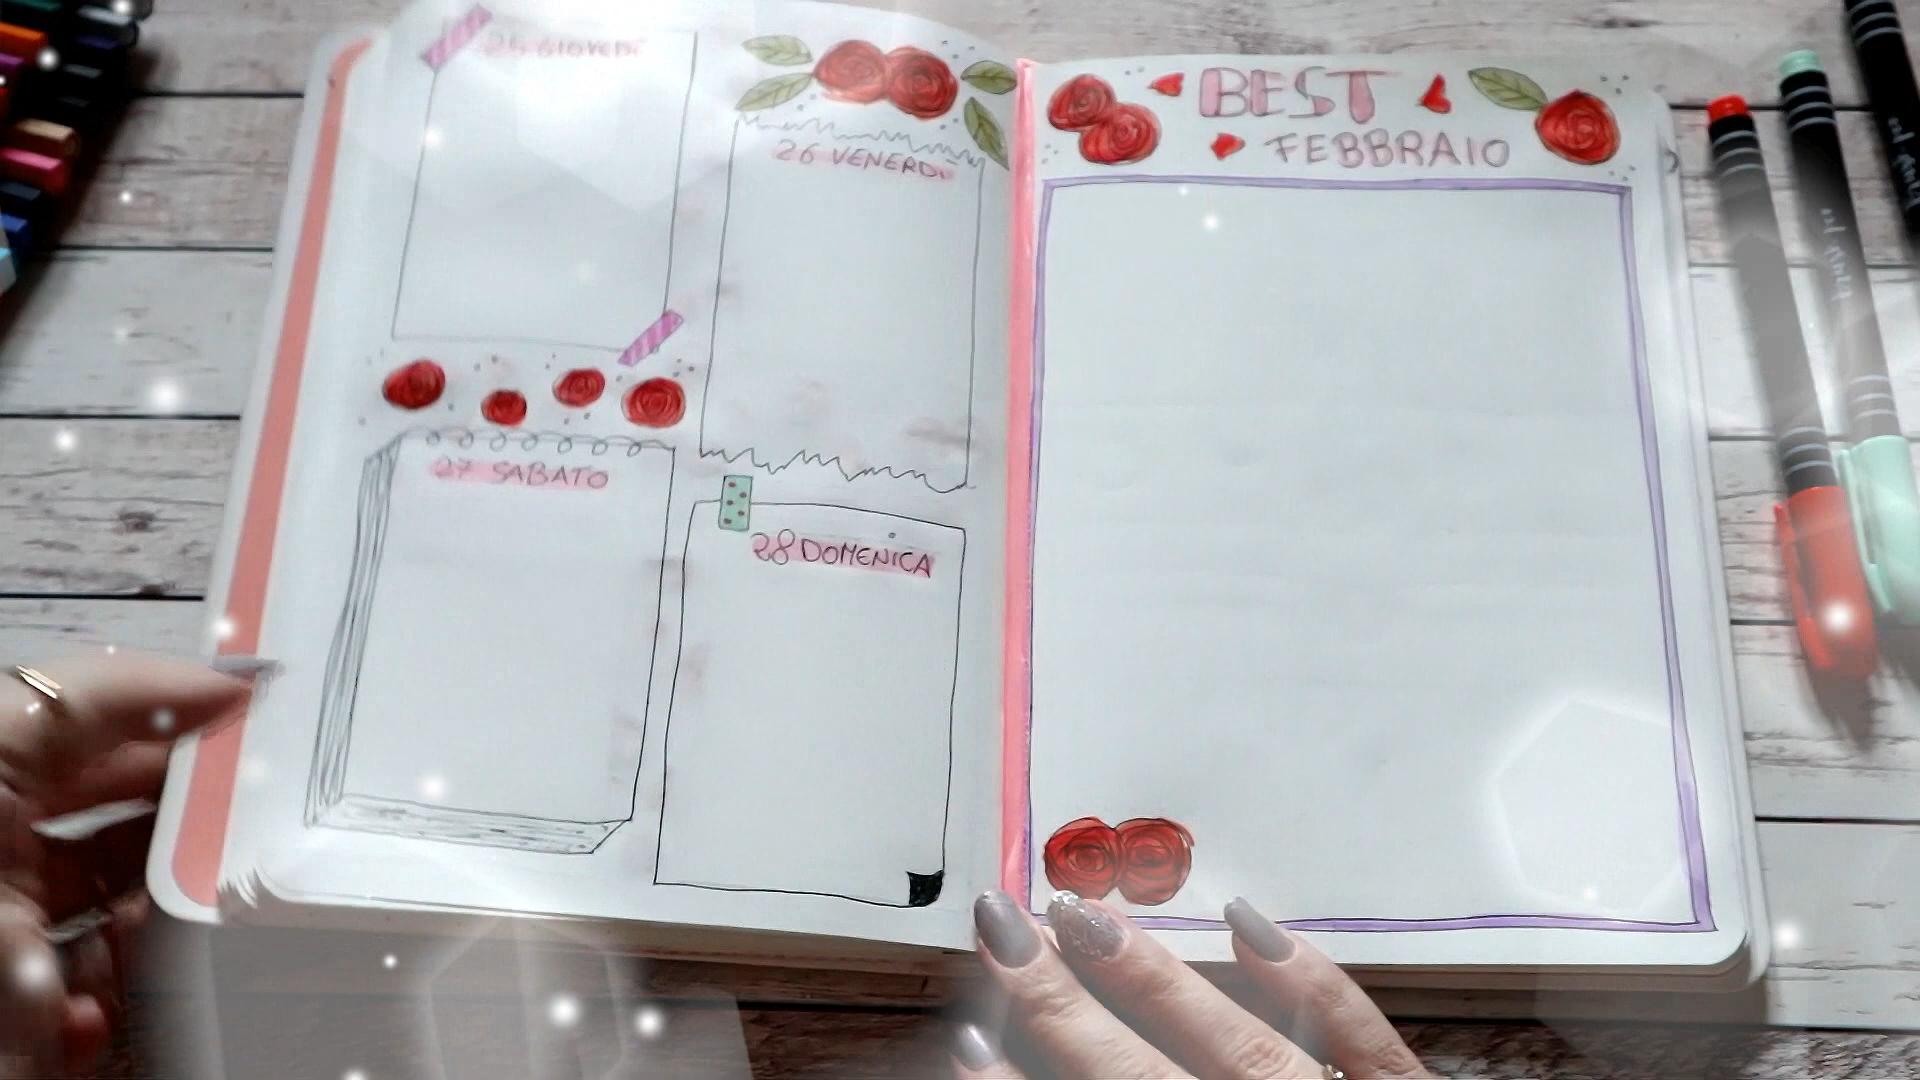 25 GIOVEDÌ
26 VENERDÌ
27 SABATO
28 DOMENICA
BEST
FEBBRAIO